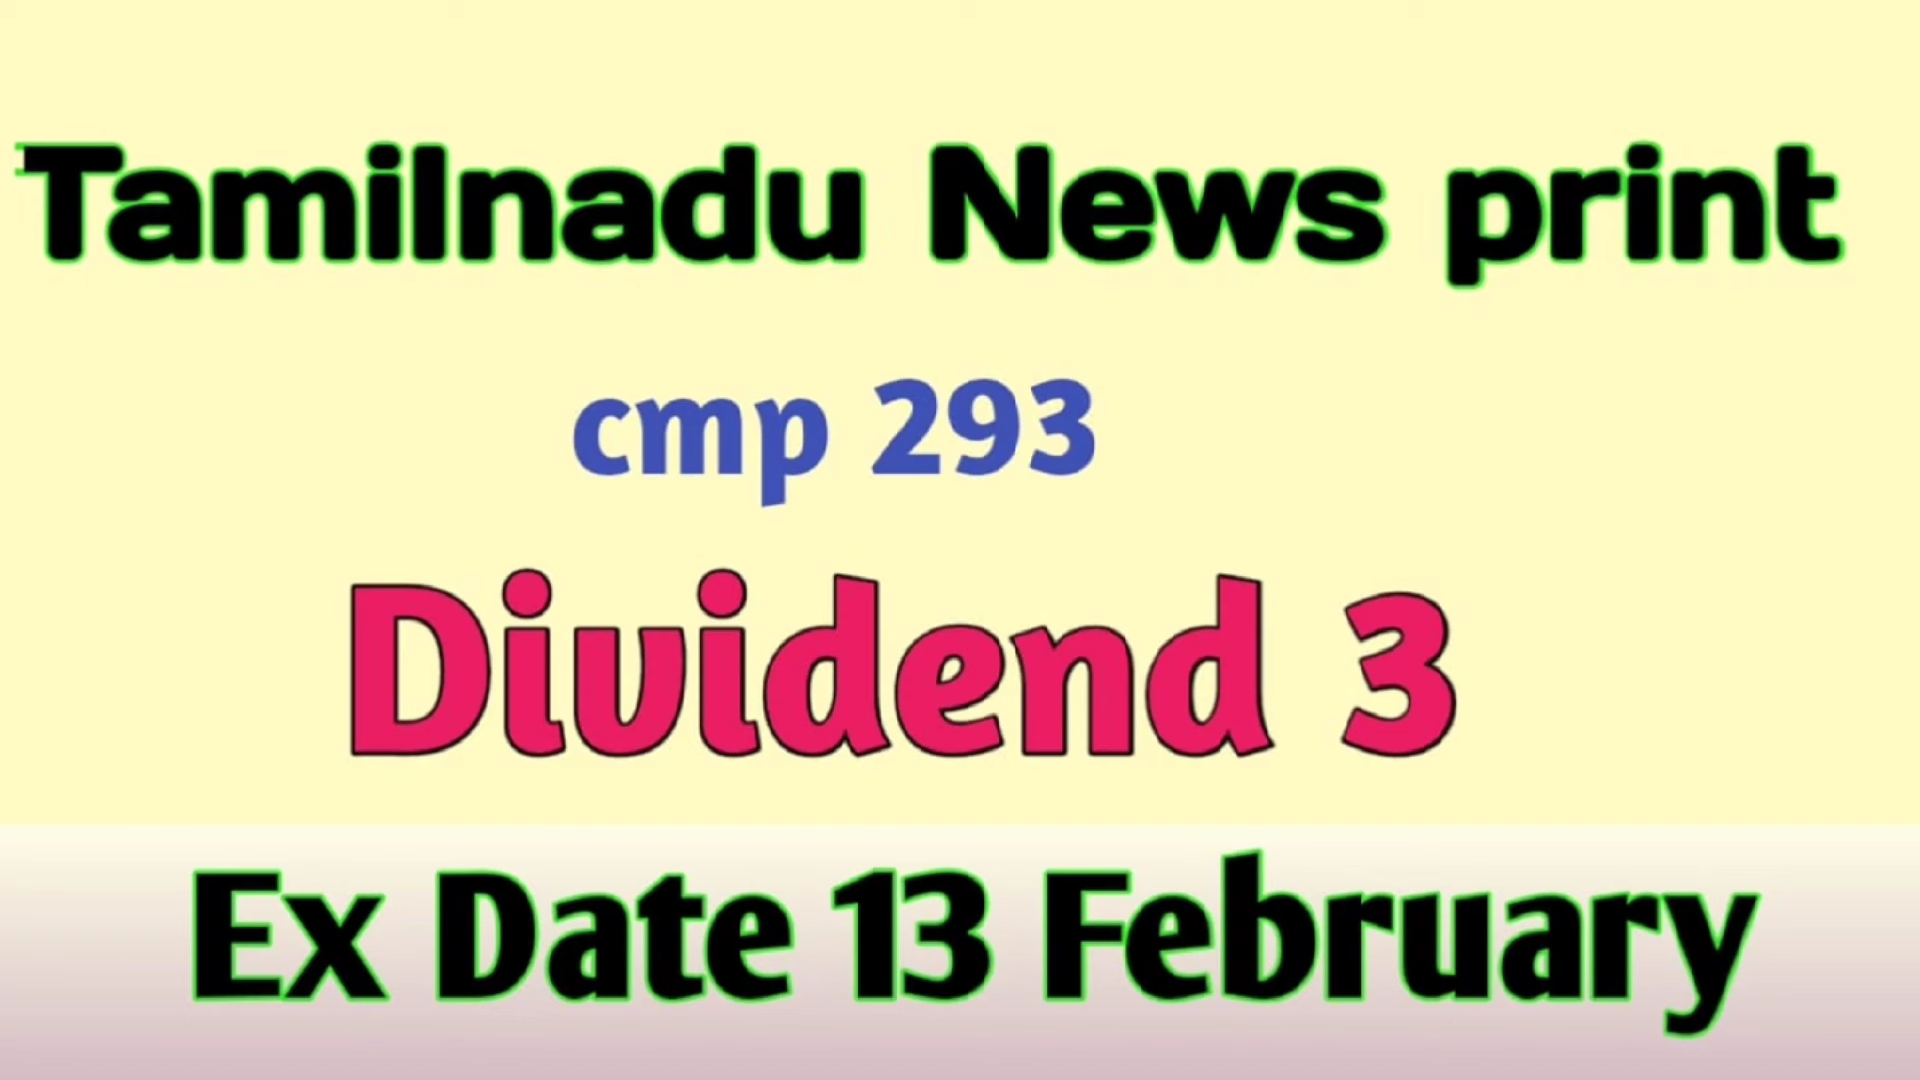 Tamilnadu News print
cmp 293
Dividend 3
Ex Date 13 February